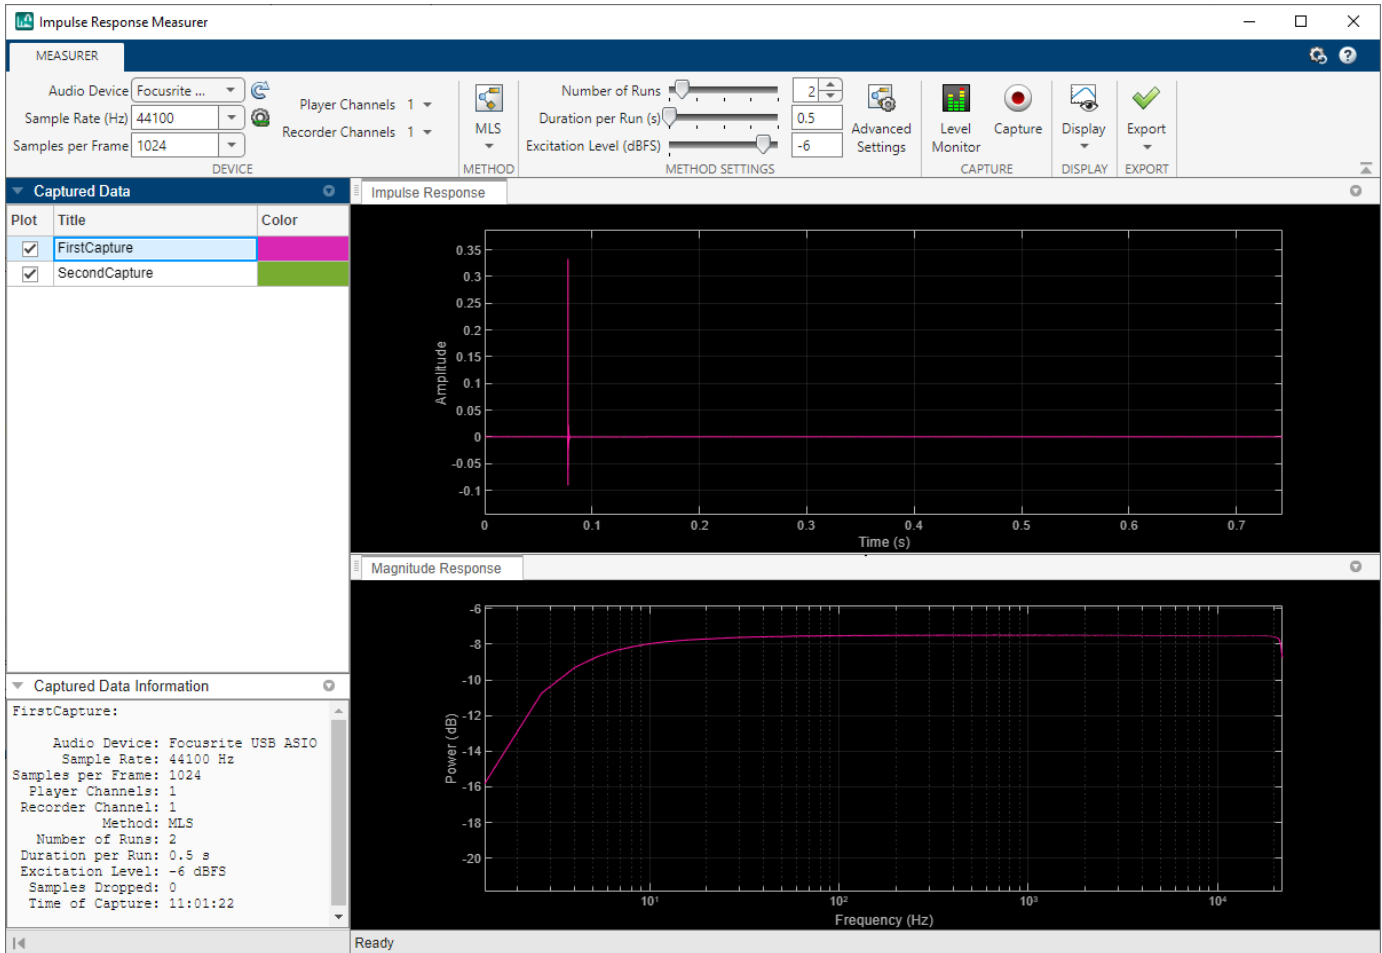 Impulse Response Measurer
MEASURER
Audio Device Focusrite ...
Sample Rate (Hz) 44100
Samples per Frame 1024
Player Channels 1
Recorder Channels 1
DEVICE
MLS
METHOD
Number of Runs 2
Duration per Run (s) 0.5
Excitation Level (dBFS) -6
Advanced
Settings
METHOD SETTINGS
Level
Monitor
Capture
CAPTURE
Display
DISPLAY
Export
EXPORT
Captured Data
Plot Title Color
FirstCapture
SecondCapture
Captured Data Information
FirstCapture:
Audio Device: Focusrite USB ASIO
Sample Rate: 44100 Hz
Samples per Frame: 1024
Player Channels: 1
Recorder Channel: 1
Method: MLS
Number of Runs: 2
Duration per Run: 0.5 s
Excitation Level: -6 dBFS
Samples Dropped: 0
Time of Capture: 11:01:22
Impulse Response
0.35
0.3
0.25
0.2
0.15
0.1
0.05
0
-0.05
-0.1
Amplitude
0 0.1 0.2 0.3 0.4 0.5 0.6 0.7
Time (s)
Magnitude Response
-6
-8
-10
-12
-14
-16
-18
-20
Power (dB)
10¹ 10² 10³ 10⁴
Frequency (Hz)
Ready